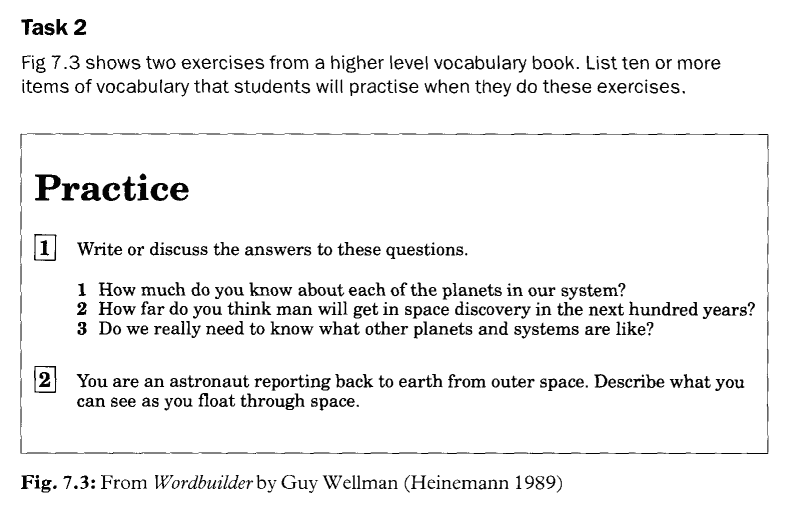 Task 2
Fig 7.3 shows two exercises from a higher level vocabulary book. List ten or more
items of vocabulary that students will practise when they do these exercises.
Practice
1 Write or discuss the answers to these questions.
1 How much do you know about each of the planets in our system?
2 How far do you think man will get in space discovery in the next hundred years?
3 Do we really need to know what other planets and systems are like?
2 You are an astronaut reporting back to earth from outer space. Describe what you
can see as you float through space.
Fig. 7.3: From Wordbuilder by Guy Wellman (Heinemann 1989)